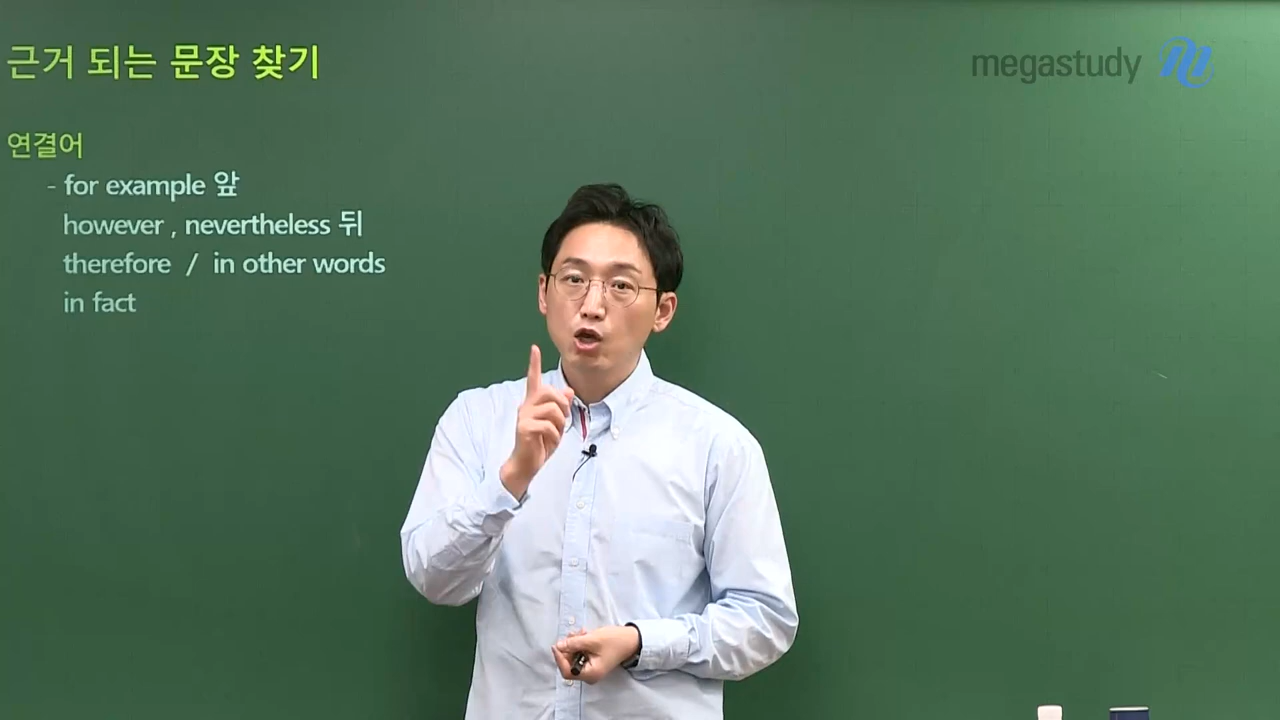 근거 되는 문장 찾기
megastudy
연결어
- for example 앞
however , nevertheless 뒤
therefore / in other words
in fact